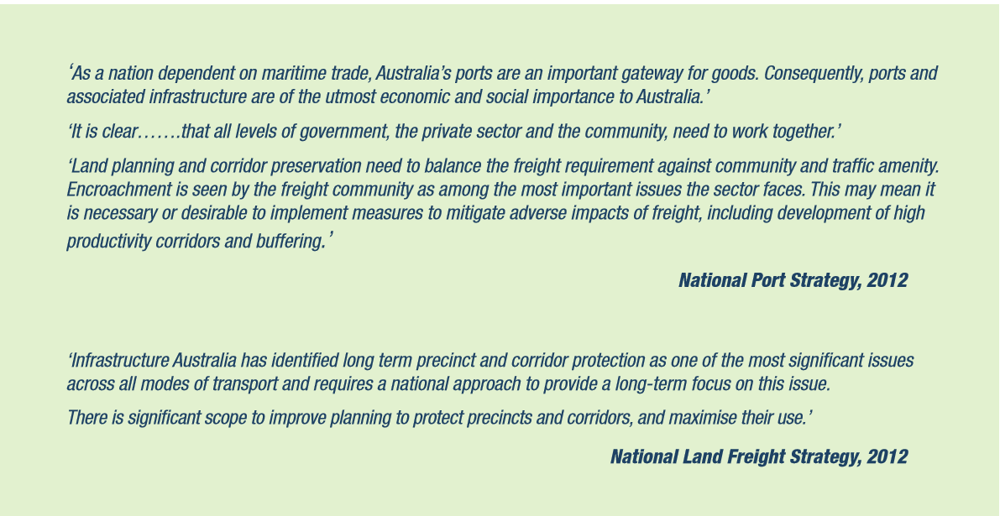 ‘As a nation dependent on maritime trade, Australia’s ports are an important gateway for goods. Consequently, ports and
associated infrastructure are of the utmost economic and social importance to Australia.’
‘It is clear…….that all levels of government, the private sector and the community, need to work together.’
‘Land planning and corridor preservation need to balance the freight requirement against community and traffic amenity.
Encroachment is seen by the freight community as among the most important issues the sector faces. This may mean it
is necessary or desirable to implement measures to mitigate adverse impacts of freight, including development of high
productivity corridors and buffering.’
National Port Strategy, 2012
‘Infrastructure Australia has identified long term precinct and corridor protection as one of the most significant issues
across all modes of transport and requires a national approach to provide a long-term focus on this issue.
There is significant scope to improve planning to protect precincts and corridors, and maximise their use.’
National Land Freight Strategy, 2012